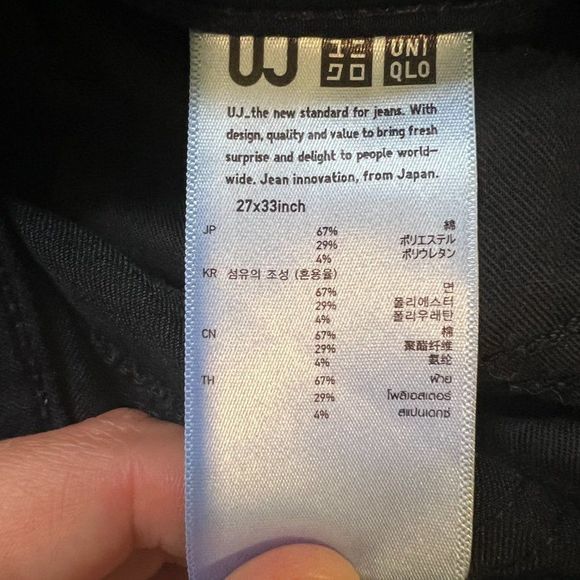 UJ ユニクロ UNIQLO
UJ_the new standard for jeans. With
design, quality and value to bring fresh
surprise and delight to people world-
wide. Jean innovation, from Japan.
27x33inch
JP 67% 綿
29% ポリエステル
4% ポリウレタン
KR 섬유의 조성 (혼용율)
67% 면
29% 폴리에스터
4% 폴리우레탄
CN 67% 棉
29% 聚酯纤维
4% 氨纶
TH 67% ฝ้าย
29% โพลิเอสเตอร์
4% สแปนเดกซ์